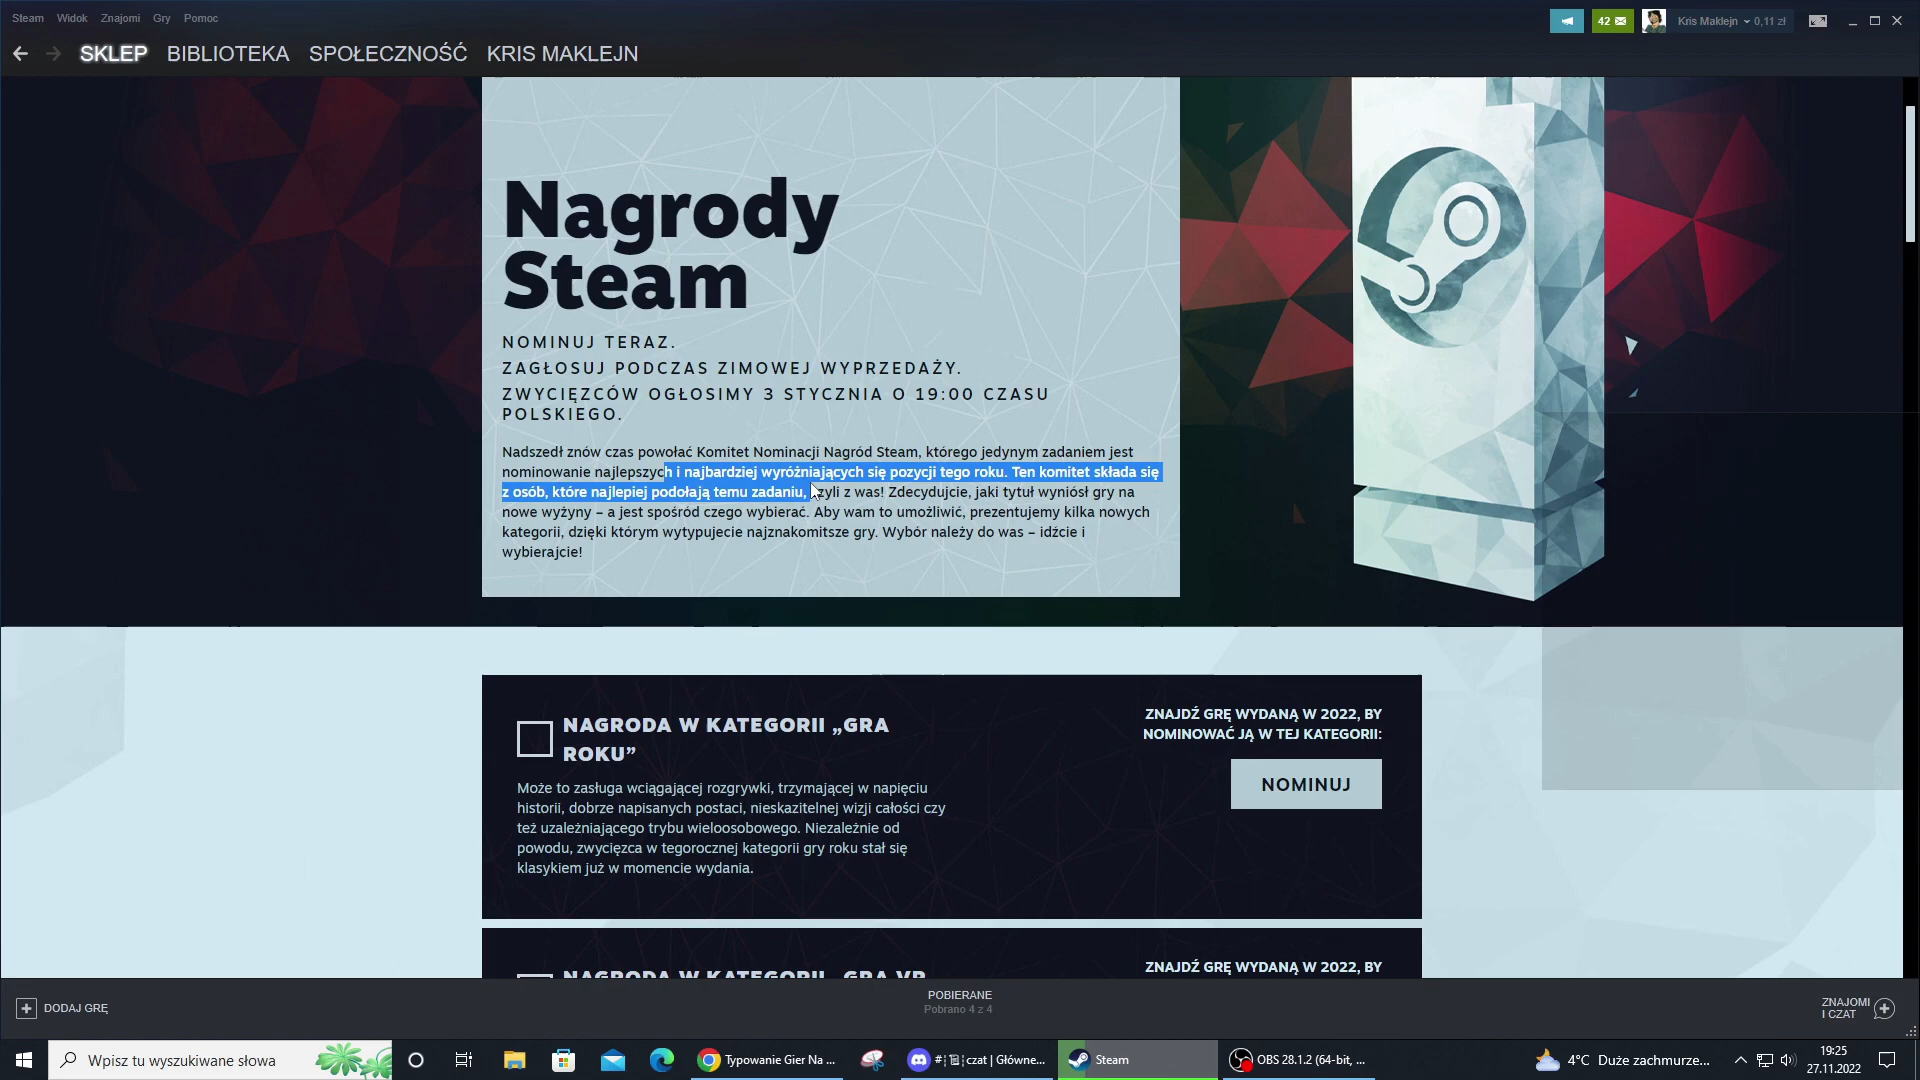 Steam Widok Znajomi Gry Pomoc
42
Kris Maklejn 0,11 zł
SKLEP BIBLIOTEKA SPOŁECZNOŚĆ KRIS MAKLEJN
Nagrody
Steam
NOMINUJ TERAZ.
ZAGŁOSUJ PODCZAS ZIMOWEJ WYPRZEDAŻY.
ZWYCIĘZCÓW OGŁOSIMY 3 STYCZNIA O 19:00 CZASU
POLSKIEGO.
Nadszedł znów czas powołać Komitet Nominacji Nagród Steam, którego jedynym zadaniem jest
nominowanie najlepszych i najbardziej wyróżniających się pozycji tego roku. Ten komitet składa się
z osób, które najlepiej podołają temu zadaniu, czyli z was! Zdecydujcie, jaki tytuł wyniósł gry na
nowe wyżyny – a jest spośród czego wybierać. Aby wam to umożliwić, prezentujemy kilka nowych
kategorii, dzięki którym wytypujecie najznakomitsze gry. Wybór należy do was – idźcie i
wybierajcie!
NAGRODA W KATEGORII „GRA
ROKU”
Może to zasługa wciągającej rozgrywki, trzymającej w napięciu
historii, dobrze napisanych postaci, nieskazitelnej wizji całości czy
też uzależniającego trybu wieloosobowego. Niezależnie od
powodu, zwycięzca w tegorocznej kategorii gry roku stał się
klasykiem już w momencie wydania.
ZNAJDŹ GRĘ WYDANĄ W 2022, BY
NOMINOWAĆ JĄ W TEJ KATEGORII:
NOMINUJ
NAGRODA W KATEGORII „GRA VR
ZNAJDŹ GRĘ WYDANĄ W 2022, BY
DODAJ GRĘ
POBIERANE
Pobrano 4 z 4
ZNAJOMI
I CZAT
Wpisz tu wyszukiwane słowa
Typowanie Gier Na ...
czat | Główne...
Steam
OBS 28.1.2 (64-bit, ...
4°C Duże zachmurze...
19:25
27.11.2022